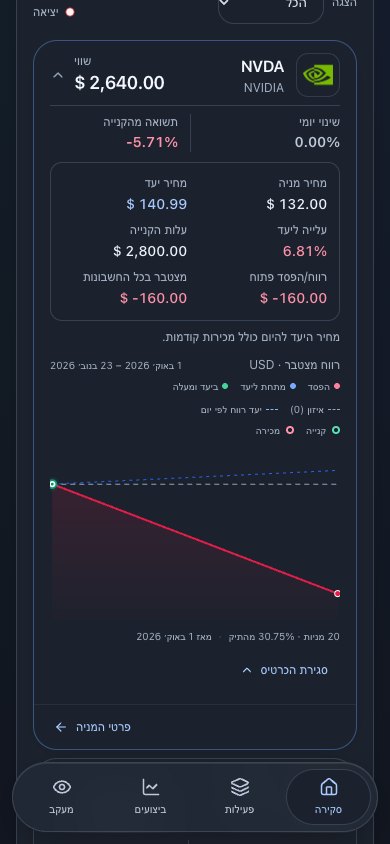 הצגה
הכל
יציאה
NVDA
NVIDIA
שווי
$ 2,640.00
שינוי יומי
0.00%
תשואה מהקנייה
-5.71%
מחיר מניה
$ 132.00
מחיר יעד
$ 140.99
עלייה ליעד
6.81%
עלות הקנייה
$ 2,800.00
רווח/הפסד פתוח
$ -160.00
מצטבר בכל החשבונות
$ -160.00
מחיר היעד להיום כולל מכירות קודמות.
רווח מצטבר · USD
1 באוק׳ 2026 – 23 בנוב׳ 2026
הפסד
מתחת ליעד
ביעד ומעלה
--- איזון (0)
--- יעד רווח לפי יום
קנייה
מכירה
20 מניות · 30.75% מהתיק · מאז 1 באוק׳ 2026
סגירת הכרטיס
פרטי המניה
סקירה
פעילות
ביצועים
מעקב